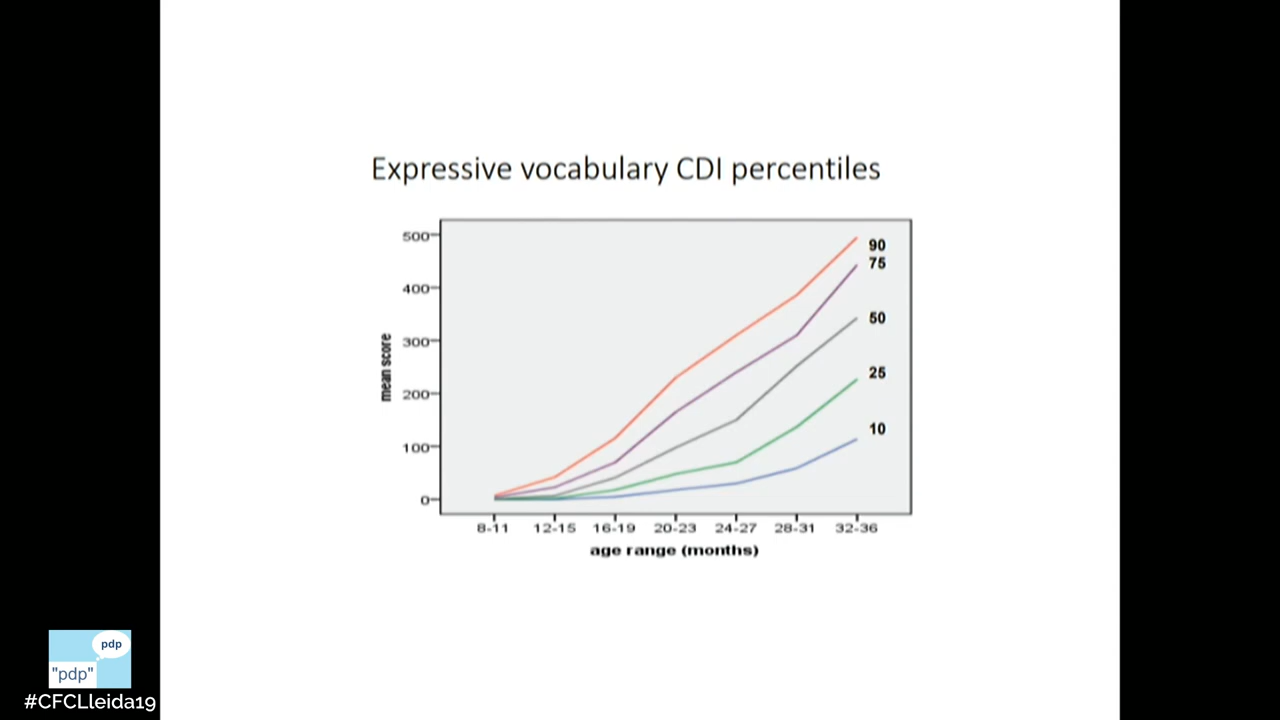 Expressive vocabulary CDI percentiles
500
400
300
200
100
0
mean score
90
75
50
25
10
8-11 12-15 16-19 20-23 24-27 28-31 32-36
age range (months)
pdp
"pdp"
#CFCLleida19